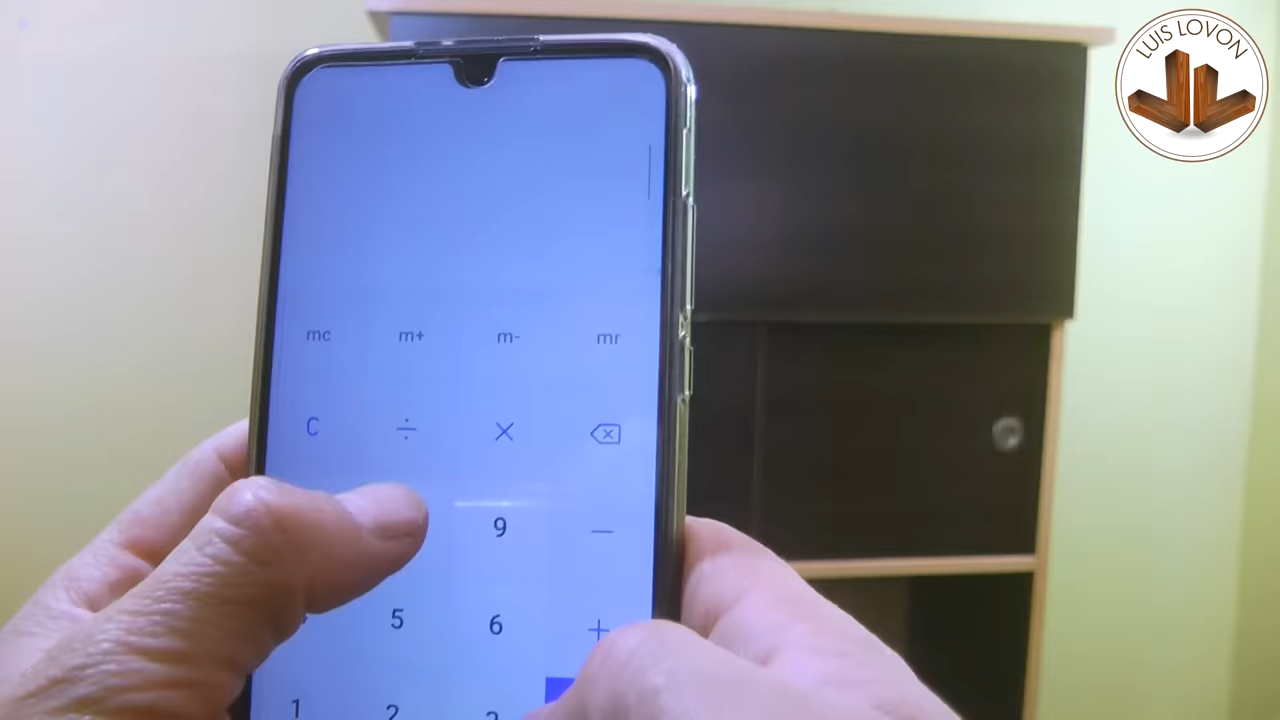 LUIS LOVON
mc m+ m- mr
C ÷ ×
9 —
5 6 +
1 2